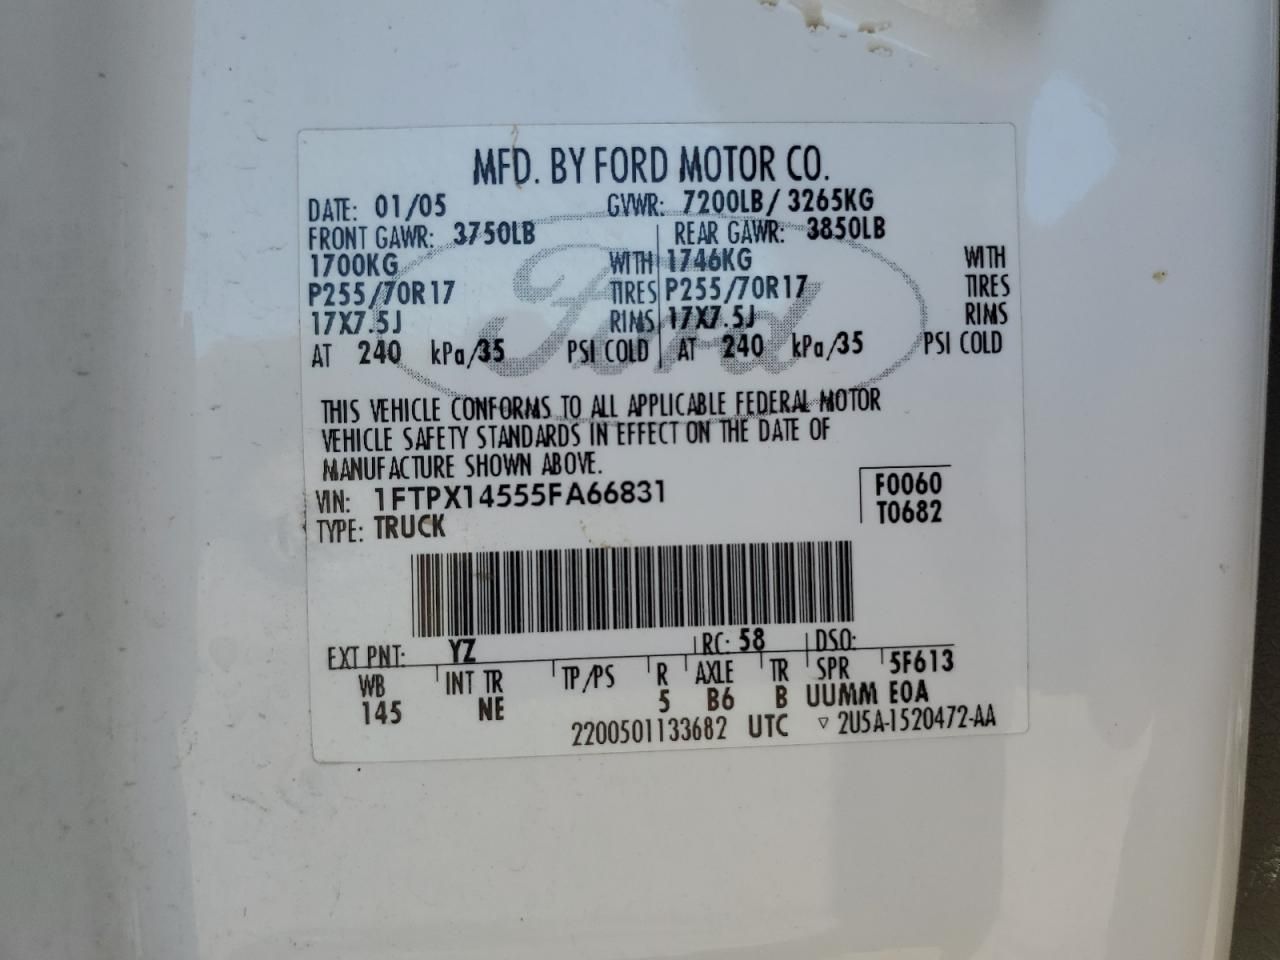 MFD. BY FORD MOTOR CO.
DATE: 01/05 GVWR: 7200LB/ 3265KG
FRONT GAWR: 3750LB REAR GAWR: 3850LB
1700KG WITH 1746KG WITH
P255/70R17 TIRES P255/70R17 TIRES
17X7.5J RIMS 17X7.5J RIMS
AT 240 kPa/35 PSI COLD AT 240 kPa/35 PSI COLD
Ford
THIS VEHICLE CONFORMS TO ALL APPLICABLE FEDERAL MOTOR
VEHICLE SAFETY STANDARDS IN EFFECT ON THE DATE OF
MANUFACTURE SHOWN ABOVE.
VIN: 1FTPX14555FA66831 F0060
TYPE: TRUCK T0682
EXT PNT: YZ RC: 58 DSO:
WB INT TR TP/PS R AXLE TR SPR 5F613
145 NE 5 B6 B UUMM E0A
2200501133682 UTC ▽ 2U5A-1520472-AA